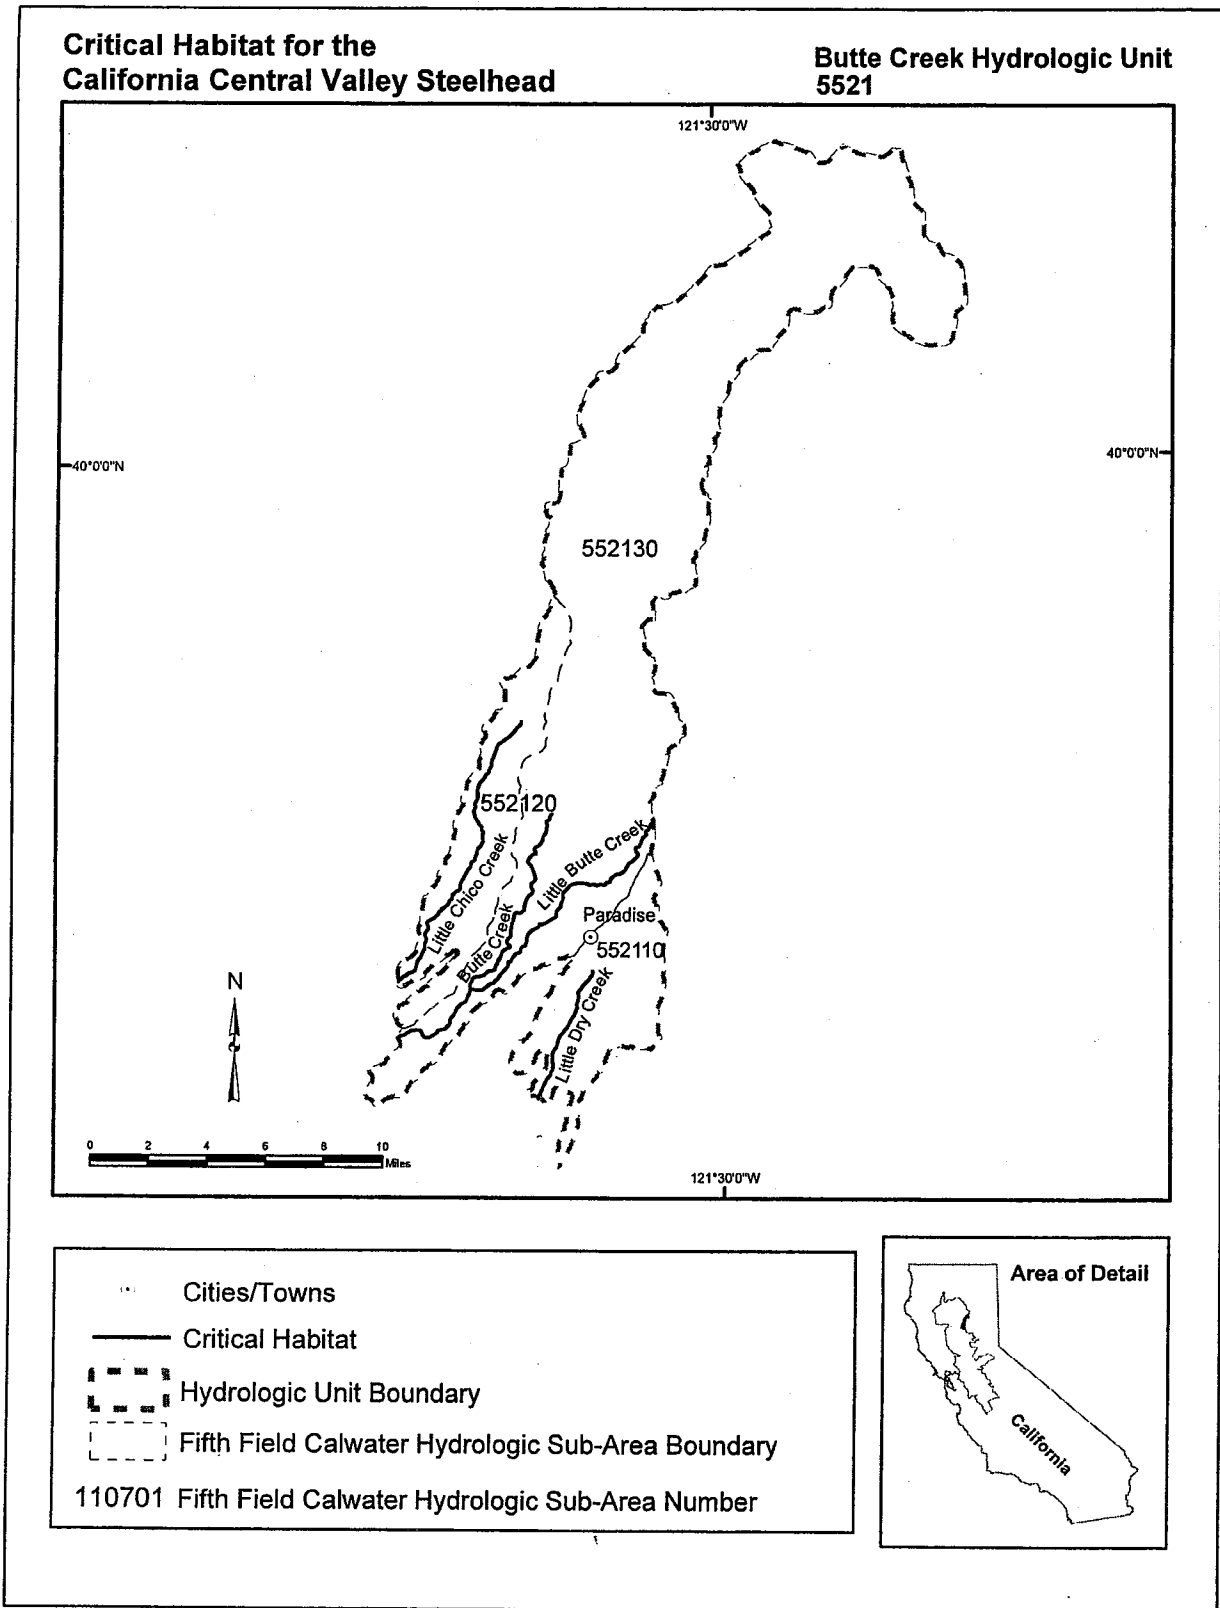 Critical Habitat for the
California Central Valley Steelhead
Butte Creek Hydrologic Unit
5521
121°30'0"W
40°0'0"N
40°0'0"N
552130
552120
Little Chico Creek
Butte Creek
Little Butte Creek
Paradise
552110
Little Dry Creek
N
0 2 4 6 8 10
Miles
121°30'0"W
Cities/Towns
Critical Habitat
Hydrologic Unit Boundary
Fifth Field Calwater Hydrologic Sub-Area Boundary
110701 Fifth Field Calwater Hydrologic Sub-Area Number
Area of Detail
California